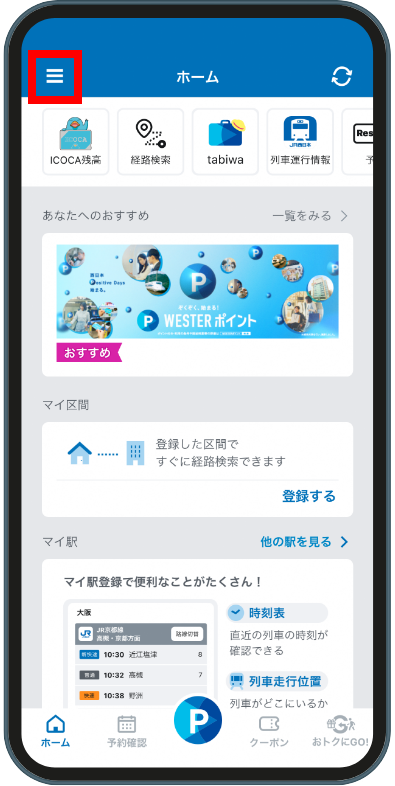 ホーム
ICOCA
JR西日本
Res
ICOCA残高
経路検索
tabiwa
列車運行情報
予
あなたへのおすすめ
一覧をみる
西日本
Positive Days
始まる。
ぞくぞく、始まる!
P WESTERポイント
おすすめ
マイ区間
登録した区間で
すぐに経路検索できます
登録する
マイ駅
他の駅を見る
マイ駅登録で便利なことがたくさん!
大阪
JR JR京都線
高槻・京都方面
路線切替
新快速 10:30 近江塩津 8
普通 10:32 高槻 7
快速 10:38 野洲
時刻表
直近の列車の時刻が
確認できる
列車走行位置
列車がどこにいるか
P
ホーム
予約確認
クーポン
おトクにGO!